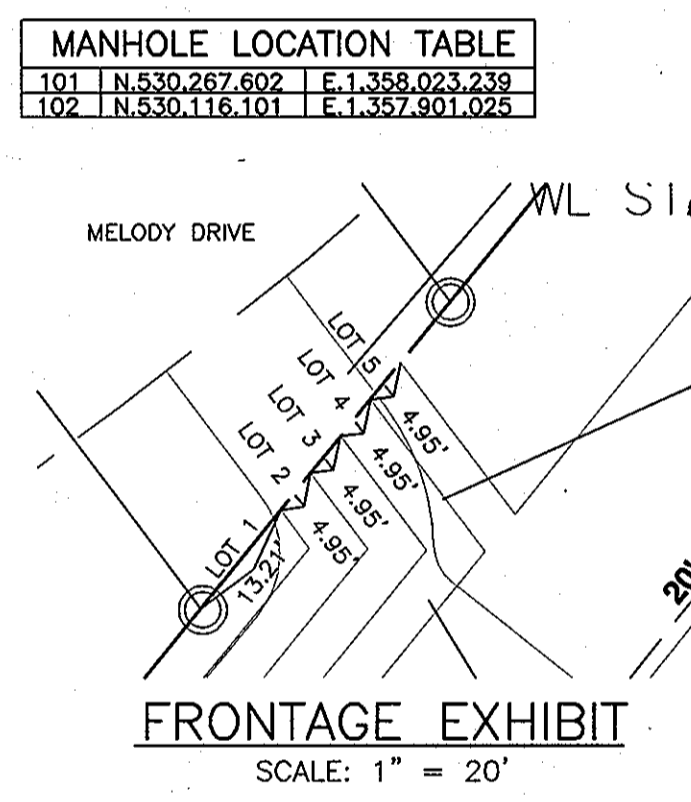 MANHOLE LOCATION TABLE
101 N.530,267.602 E.1,358,023.239
102 N.530,116.101 E.1,357,901.025
WL
MELODY DRIVE
LOT 5
LOT 4
LOT 3
LOT 2
LOT 1
4.95'
4.95'
4.95'
4.95'
13.21'
20'
FRONTAGE EXHIBIT
SCALE: 1" = 20'